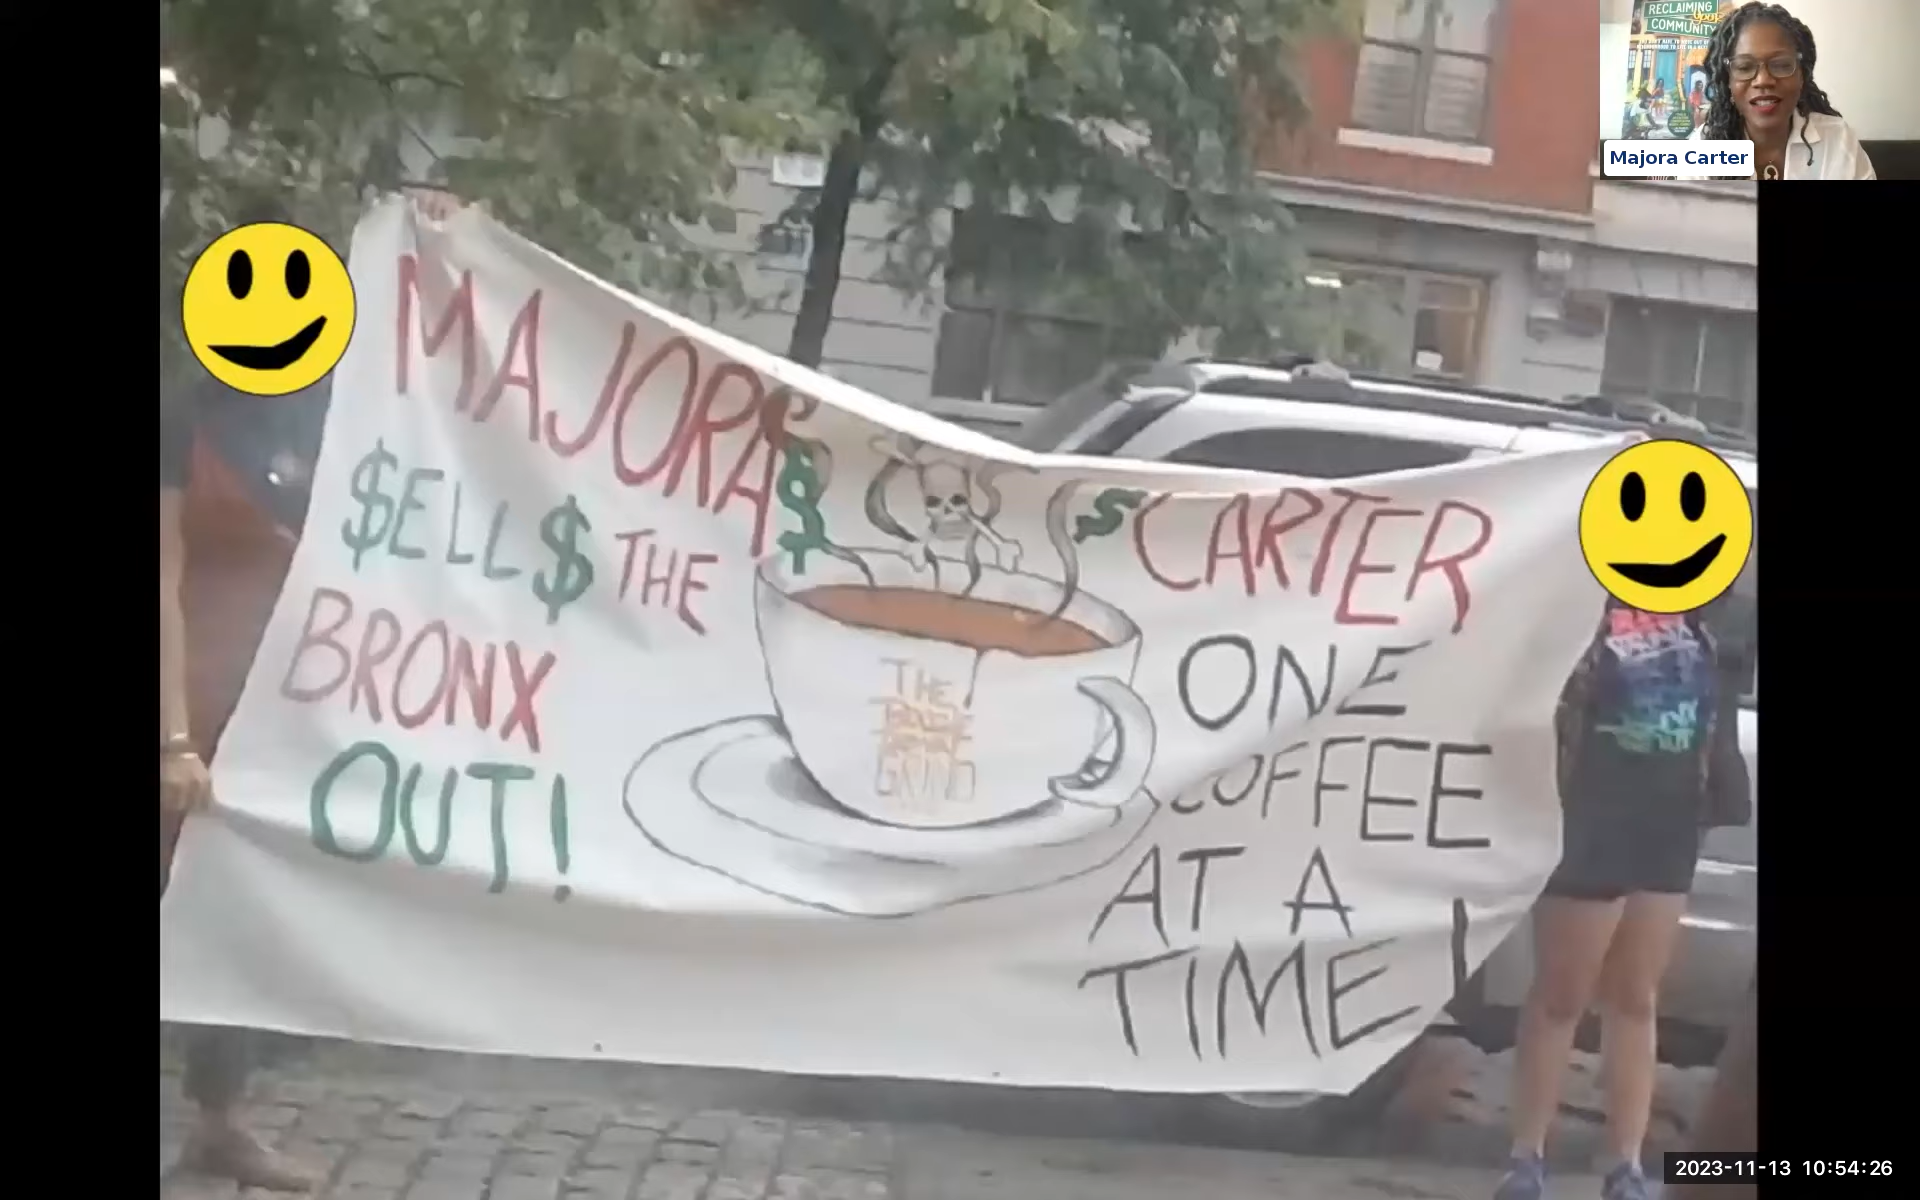 RECLAIMING
COMMUNITY
Majora Carter
MAJORA
$ELL$ THE
BRONX
OUT!
$
$
CARTER
ONE
COFFEE
AT A
TIME!
THE
GRIND
2023-11-13 10:54:26